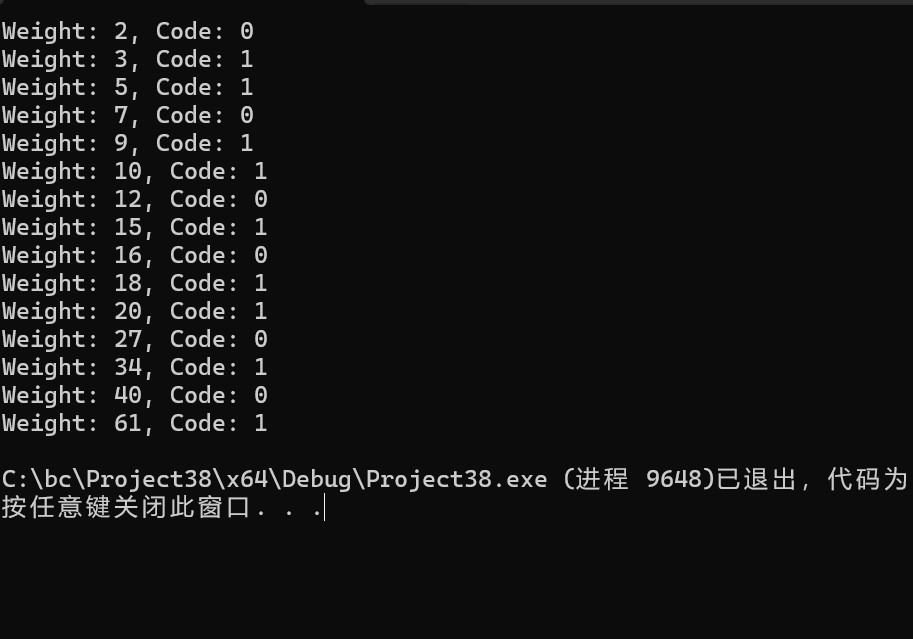 Weight: 2, Code: 0
Weight: 3, Code: 1
Weight: 5, Code: 1
Weight: 7, Code: 0
Weight: 9, Code: 1
Weight: 10, Code: 1
Weight: 12, Code: 0
Weight: 15, Code: 1
Weight: 16, Code: 0
Weight: 18, Code: 1
Weight: 20, Code: 1
Weight: 27, Code: 0
Weight: 34, Code: 1
Weight: 40, Code: 0
Weight: 61, Code: 1
C:\bc\Project38\x64\Debug\Project38.exe (进程 9648)已退出，代码为
按任意键关闭此窗口. . .